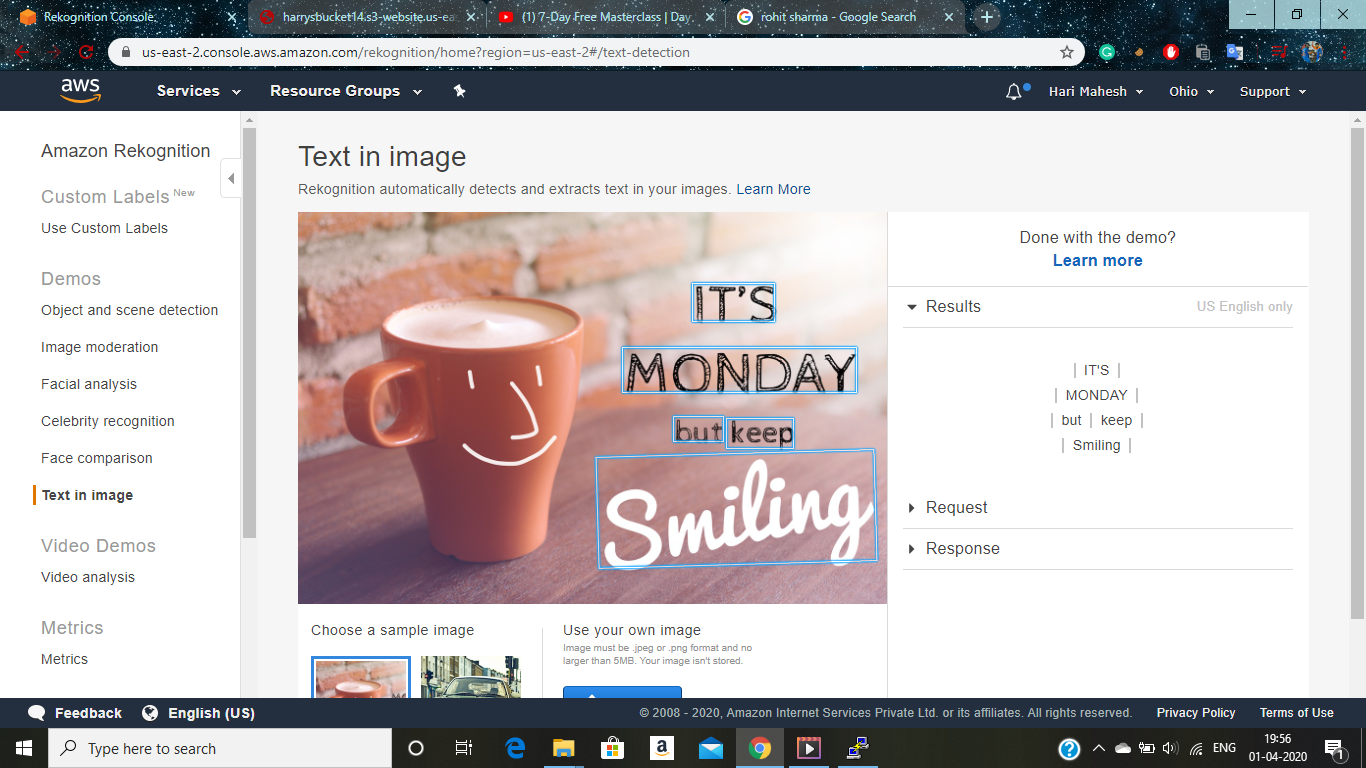 Rekognition Console
harrysbucket14.s3-website.us-ea
(1) 7-Day Free Masterclass | Day
rohit sharma - Google Search
us-east-2.console.aws.amazon.com/rekognition/home?region=us-east-2#/text-detection
aws
Services
Resource Groups
Hari Mahesh
Ohio
Support
Amazon Rekognition
Custom Labels New
Use Custom Labels
Demos
Object and scene detection
Image moderation
Facial analysis
Celebrity recognition
Face comparison
Text in image
Video Demos
Video analysis
Metrics
Metrics
Text in image
Rekognition automatically detects and extracts text in your images. Learn More
IT'S
MONDAY
but keep
Smiling
Choose a sample image
Use your own image
Image must be .jpeg or .png format and no
larger than 5MB. Your image isn't stored.
Done with the demo?
Learn more
Results
US English only
| IT'S |
| MONDAY |
| but | keep |
| Smiling |
Request
Response
Feedback
English (US)
© 2008 - 2020, Amazon Internet Services Private Ltd. or its affiliates. All rights reserved.
Privacy Policy
Terms of Use
Type here to search
ENG
19:56
01-04-2020
1